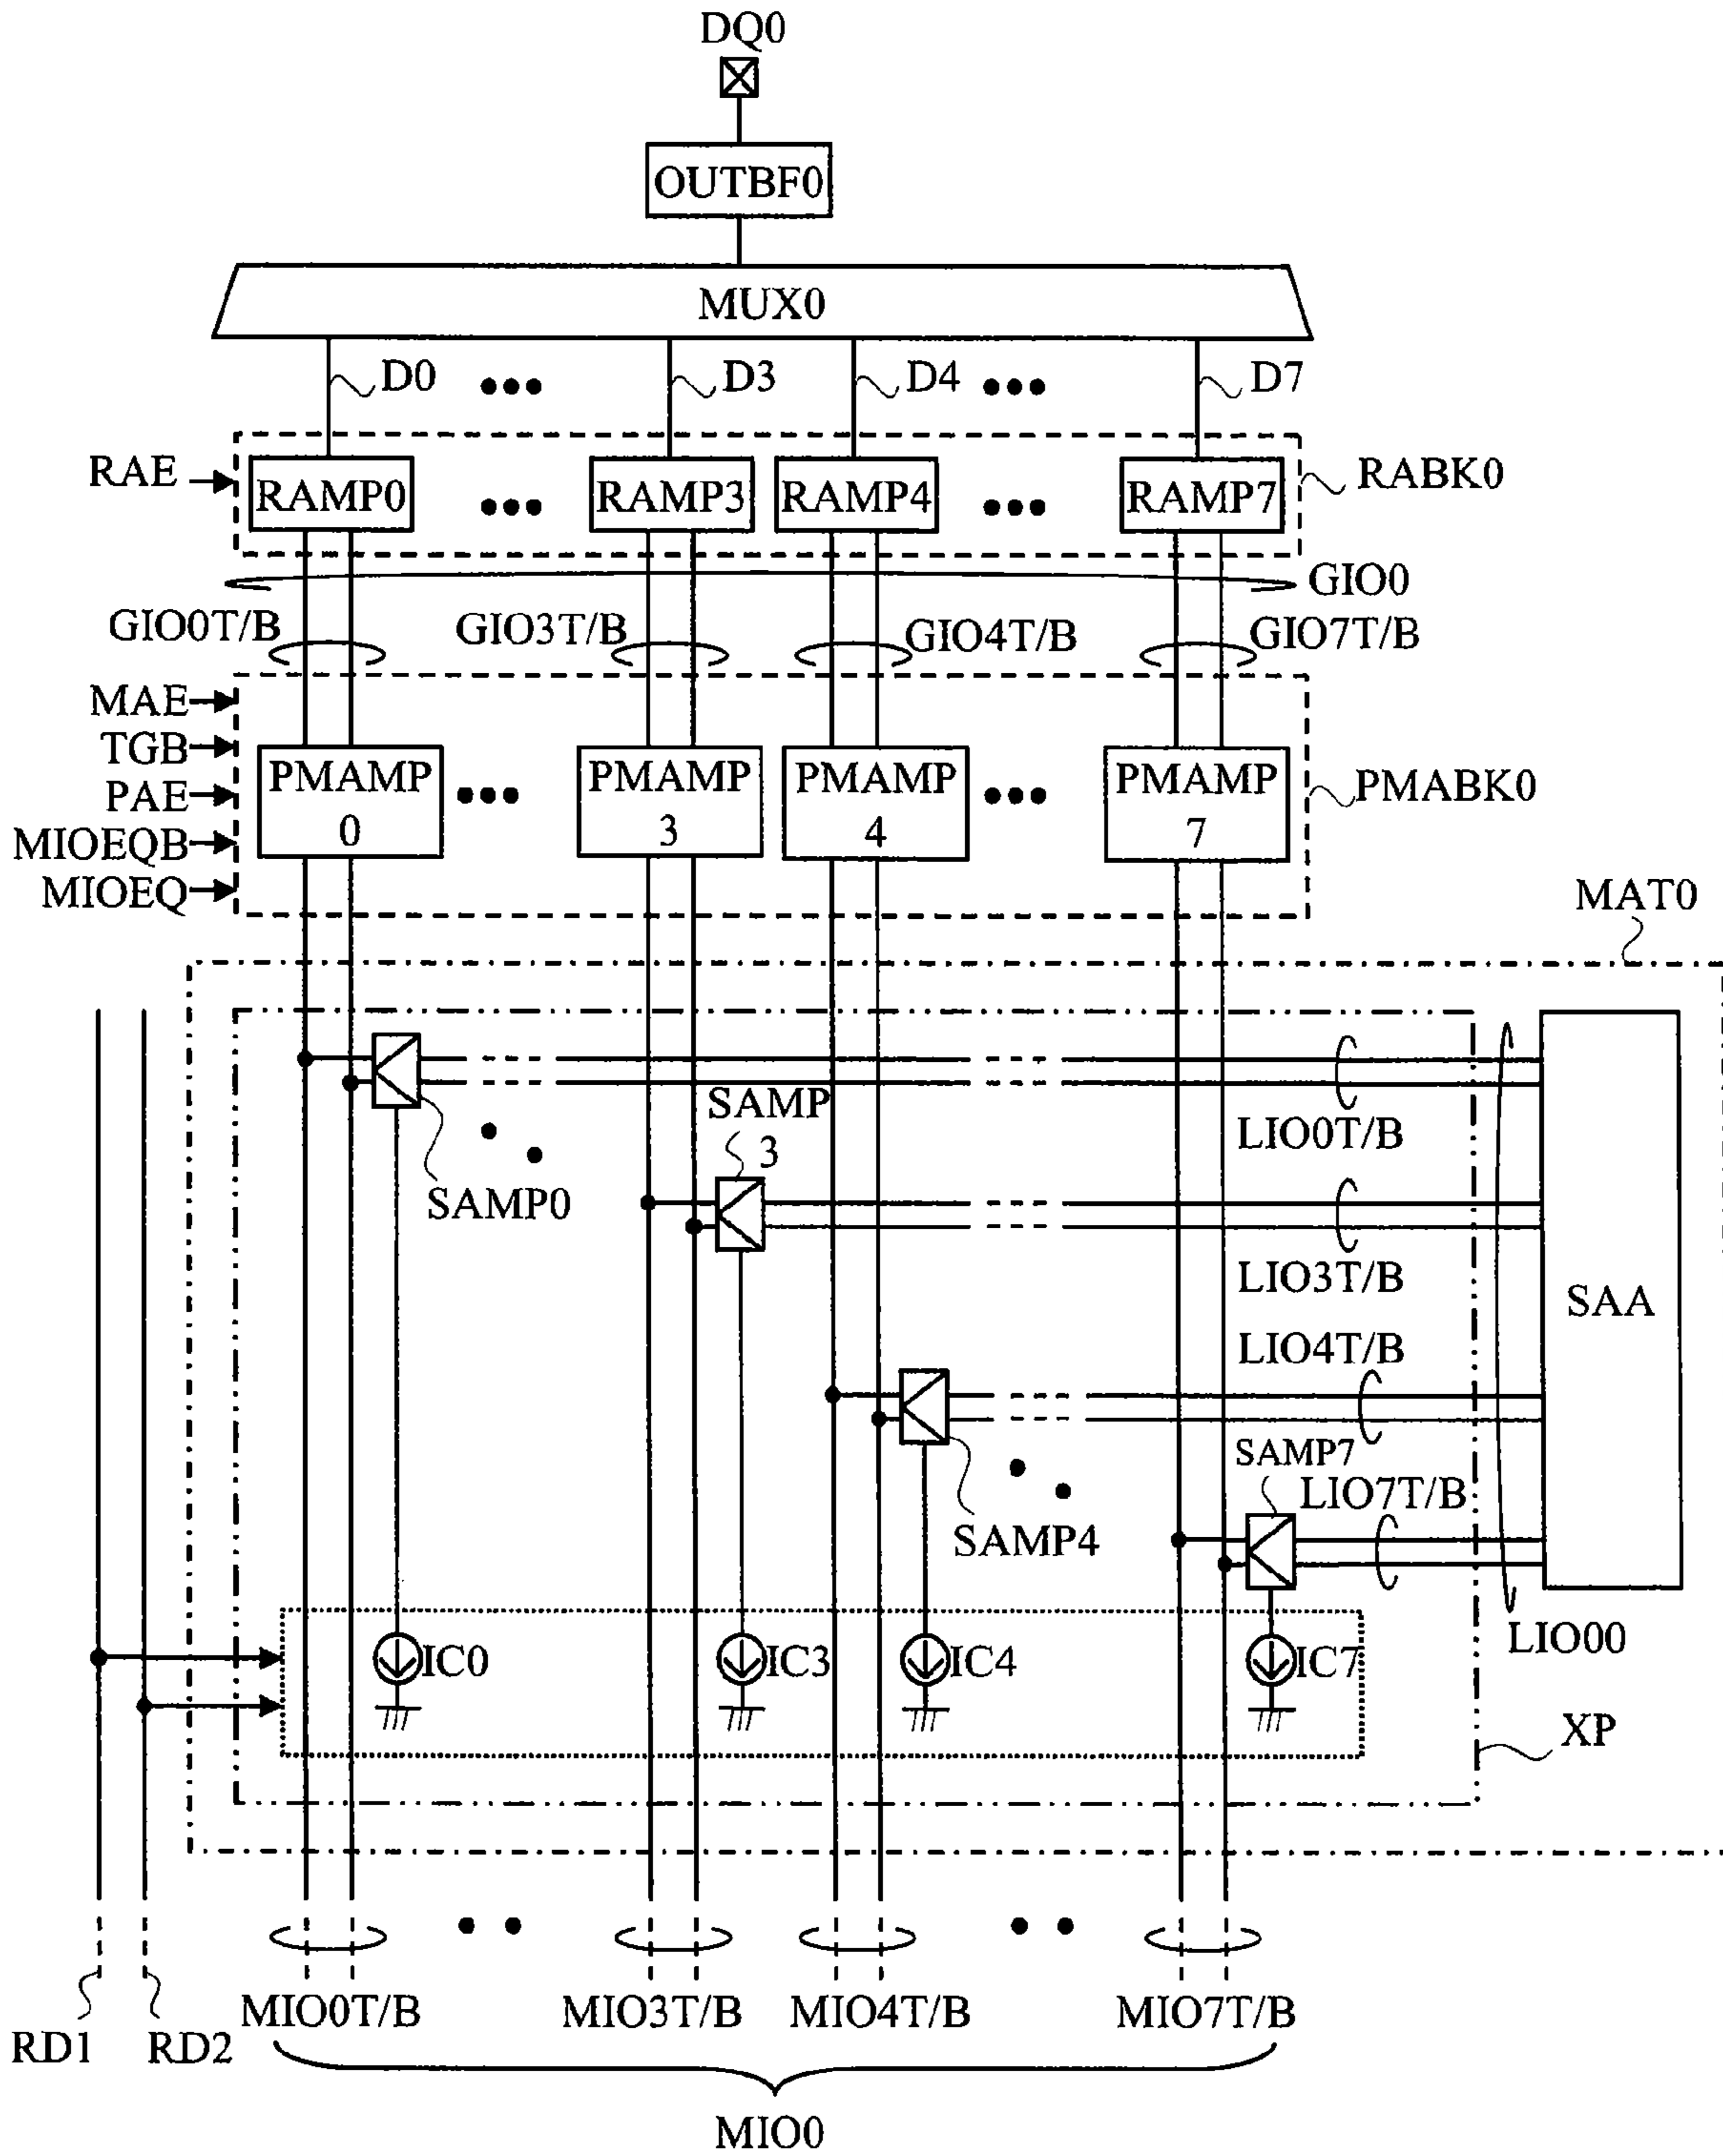 DQ0
OUTBF0
MUX0
D0
D3
D4
D7
RAE
RAMP0
RAMP3
RAMP4
RAMP7
RABK0
GIO0
GIO0T/B
GIO3T/B
GIO4T/B
GIO7T/B
MAE
TGB
PAE
MIOEQB
MIOEQ
PMAMP
0
PMAMP
3
PMAMP
4
PMAMP
7
PMABK0
MAT0
SAMP0
SAMP
3
LIO0T/B
LIO3T/B
SAA
LIO4T/B
SAMP7
LIO7T/B
SAMP4
LIO00
IC0
IC3
IC4
IC7
XP
MIO0T/B
MIO3T/B
MIO4T/B
MIO7T/B
RD1
RD2
MIO0